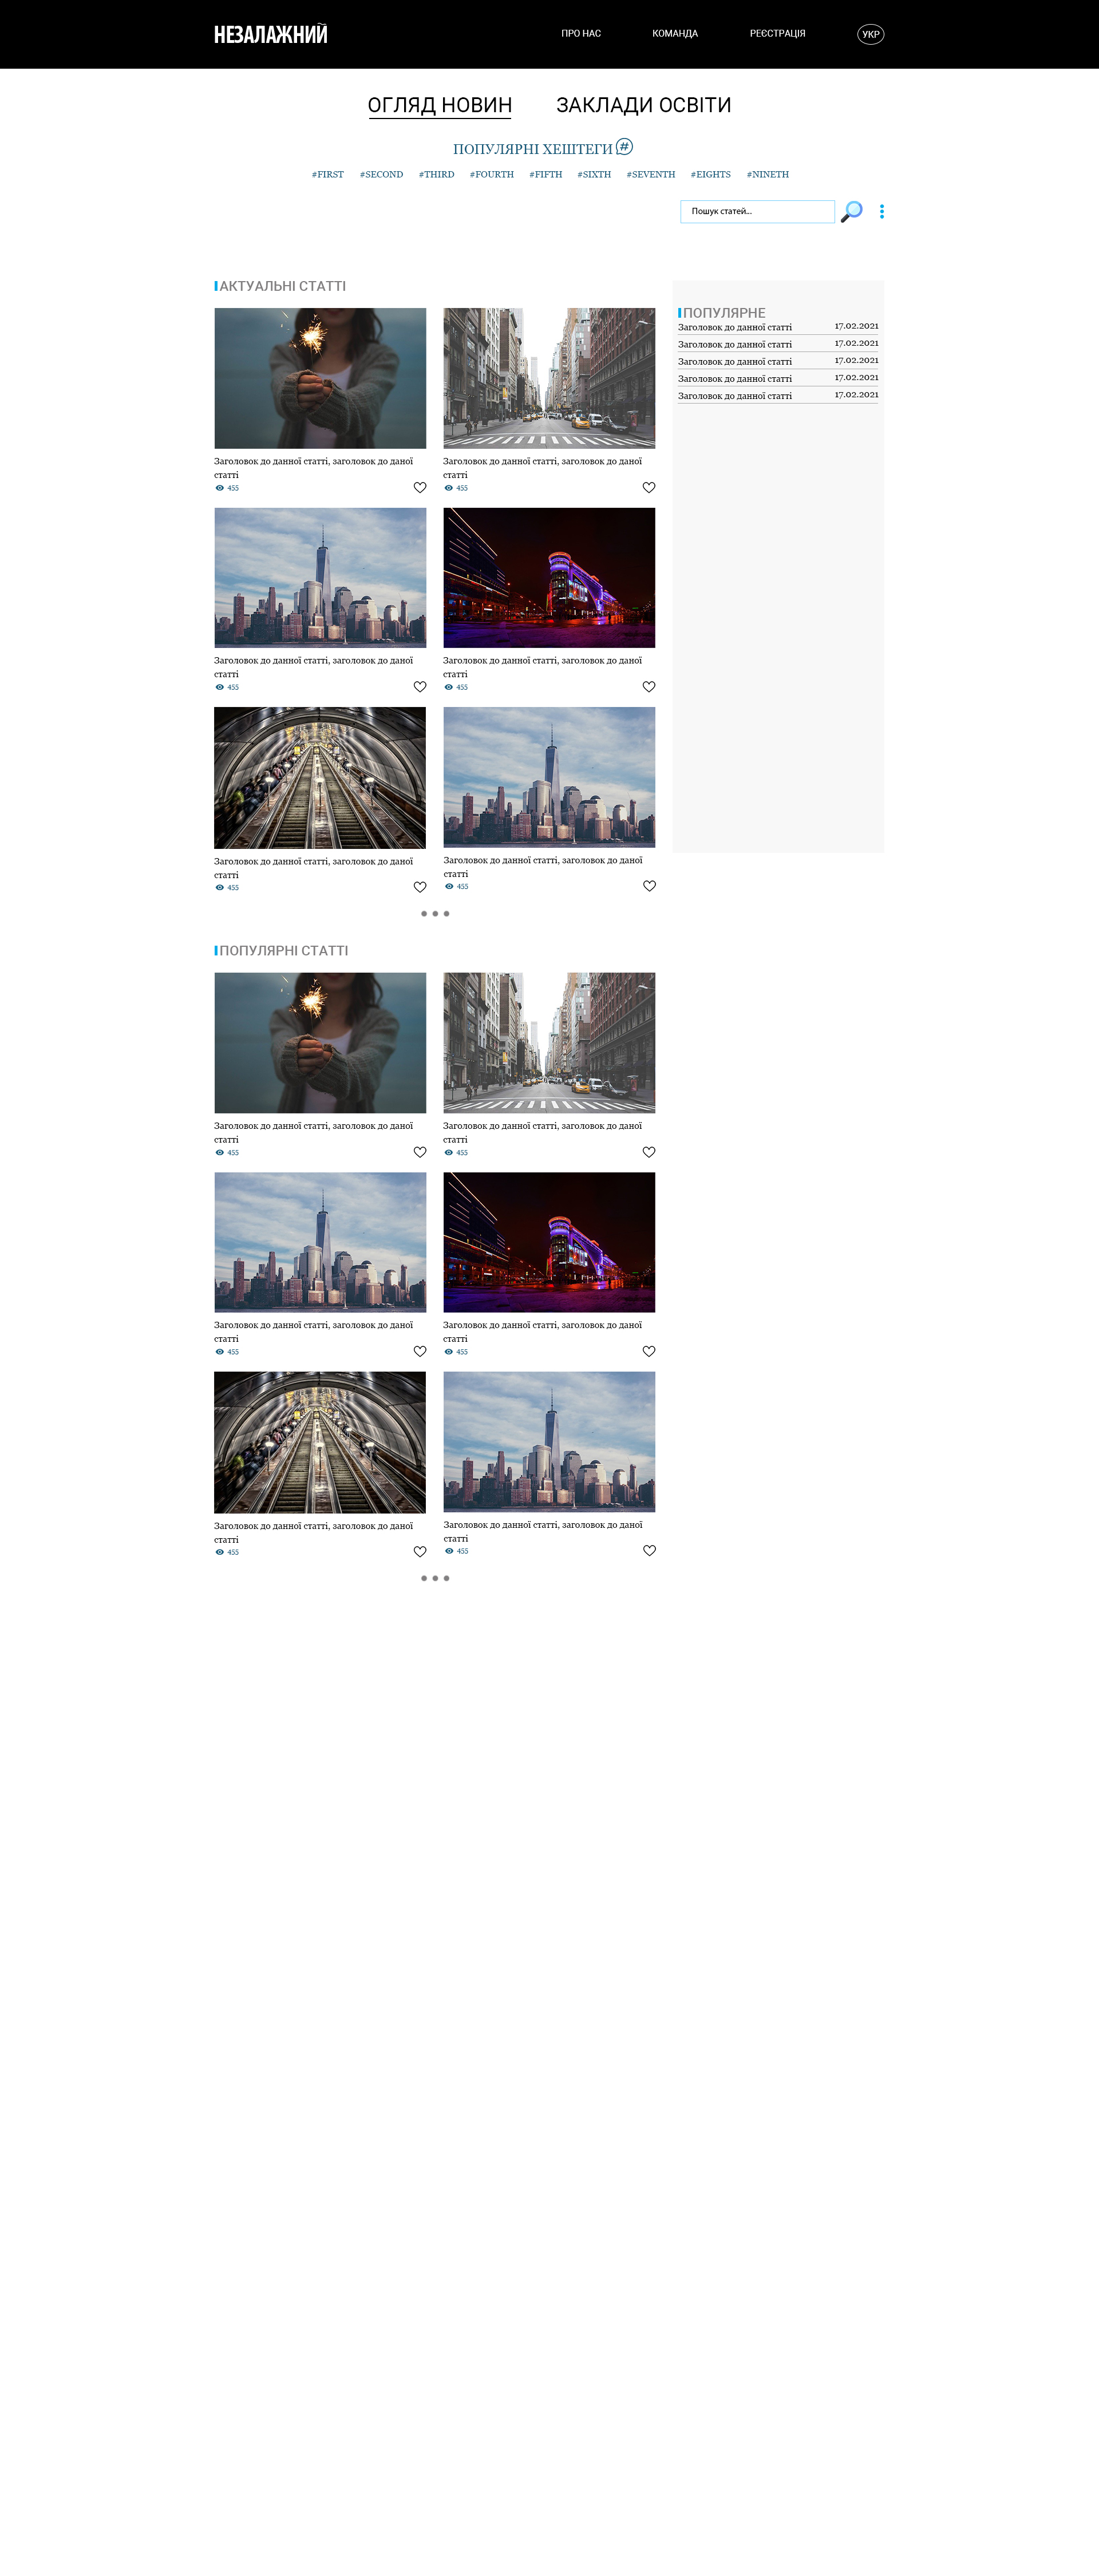 НЕЗАЛАЖНИЙ
ПРО НАС
КОМАНДА
РЕЄСТРАЦІЯ
УКР
ОГЛЯД НОВИН
ЗАКЛАДИ ОСВІТИ
ПОПУЛЯРНІ ХЕШТЕГИ #
#FIRST #SECOND #THIRD #FOURTH #FIFTH #SIXTH #SEVENTH #EIGHTS #NINETH
Пошук статей...
АКТУАЛЬНІ СТАТТІ
Заголовок до данної статті, заголовок до даної
статті
455
Заголовок до данної статті, заголовок до даної
статті
455
Заголовок до данної статті, заголовок до даної
статті
455
Заголовок до данної статті, заголовок до даної
статті
455
Заголовок до данної статті, заголовок до даної
статті
455
Заголовок до данної статті, заголовок до даної
статті
455
ПОПУЛЯРНЕ
Заголовок до данної статті 17.02.2021
Заголовок до данної статті 17.02.2021
Заголовок до данної статті 17.02.2021
Заголовок до данної статті 17.02.2021
Заголовок до данної статті 17.02.2021
ПОПУЛЯРНІ СТАТТІ
Заголовок до данної статті, заголовок до даної
статті
455
Заголовок до данної статті, заголовок до даної
статті
455
Заголовок до данної статті, заголовок до даної
статті
455
Заголовок до данної статті, заголовок до даної
статті
455
Заголовок до данної статті, заголовок до даної
статті
455
Заголовок до данної статті, заголовок до даної
статті
455